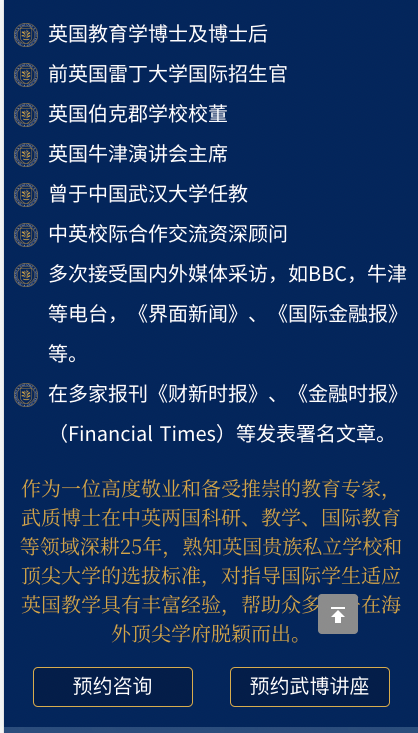 英国教育学博士及博士后
前英国雷丁大学国际招生官
英国伯克郡学校校董
英国牛津演讲会主席
曾于中国武汉大学任教
中英校际合作交流资深顾问
多次接受国内外媒体采访，如BBC，牛津
等电台，《界面新闻》、《国际金融报》
等。
在多家报刊《财新时报》、《金融时报》
（Financial Times）等发表署名文章。
作为一位高度敬业和备受推崇的教育专家，
武质博士在中英两国科研、教学、国际教育
等领域深耕25年，熟知英国贵族私立学校和
顶尖大学的选拔标准，对指导国际学生适应
英国教学具有丰富经验，帮助众多 在海
外顶尖学府脱颖而出。
预约咨询
预约武博讲座